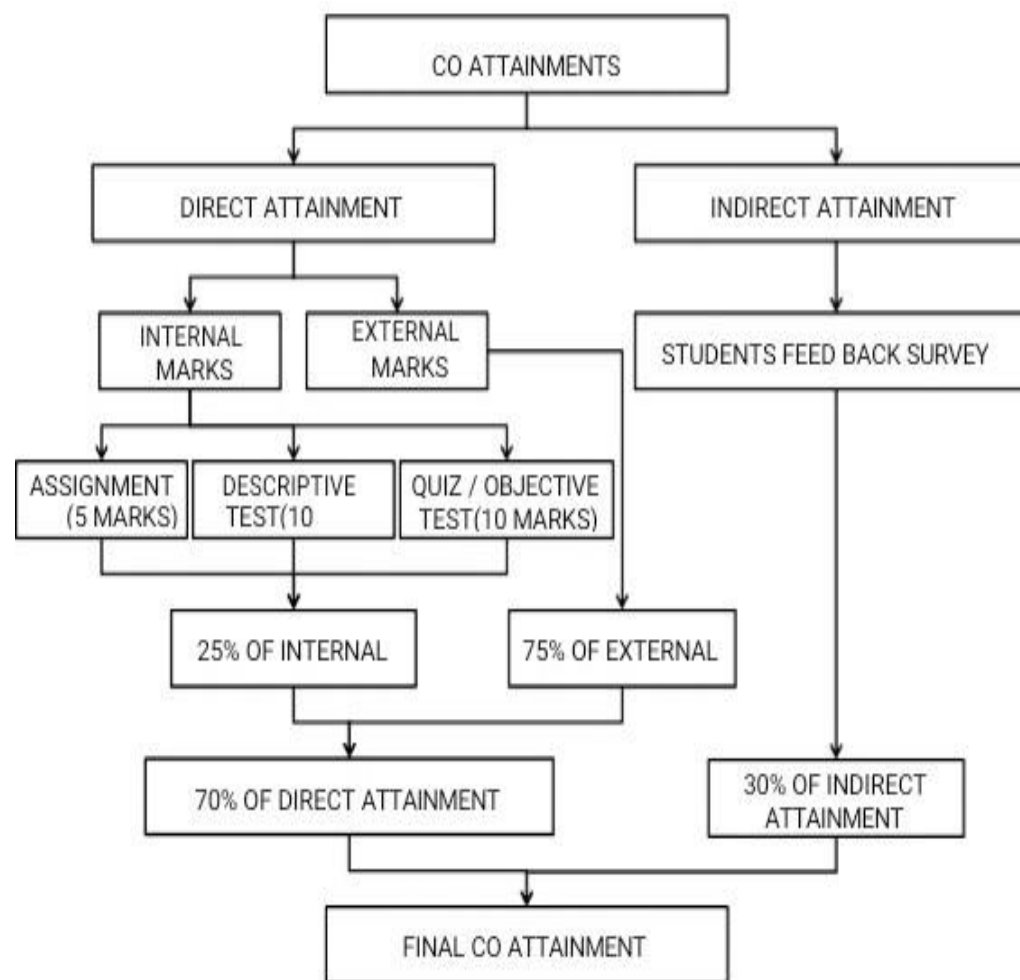 CO ATTAINMENTS
DIRECT ATTAINMENT
INDIRECT ATTAINMENT
INTERNAL
MARKS
EXTERNAL
MARKS
STUDENTS FEED BACK SURVEY
ASSIGNMENT
(5 MARKS)
DESCRIPTIVE
TEST(10
QUIZ / OBJECTIVE
TEST(10 MARKS)
25% OF INTERNAL
75% OF EXTERNAL
70% OF DIRECT ATTAINMENT
30% OF INDIRECT
ATTAINMENT
FINAL CO ATTAINMENT